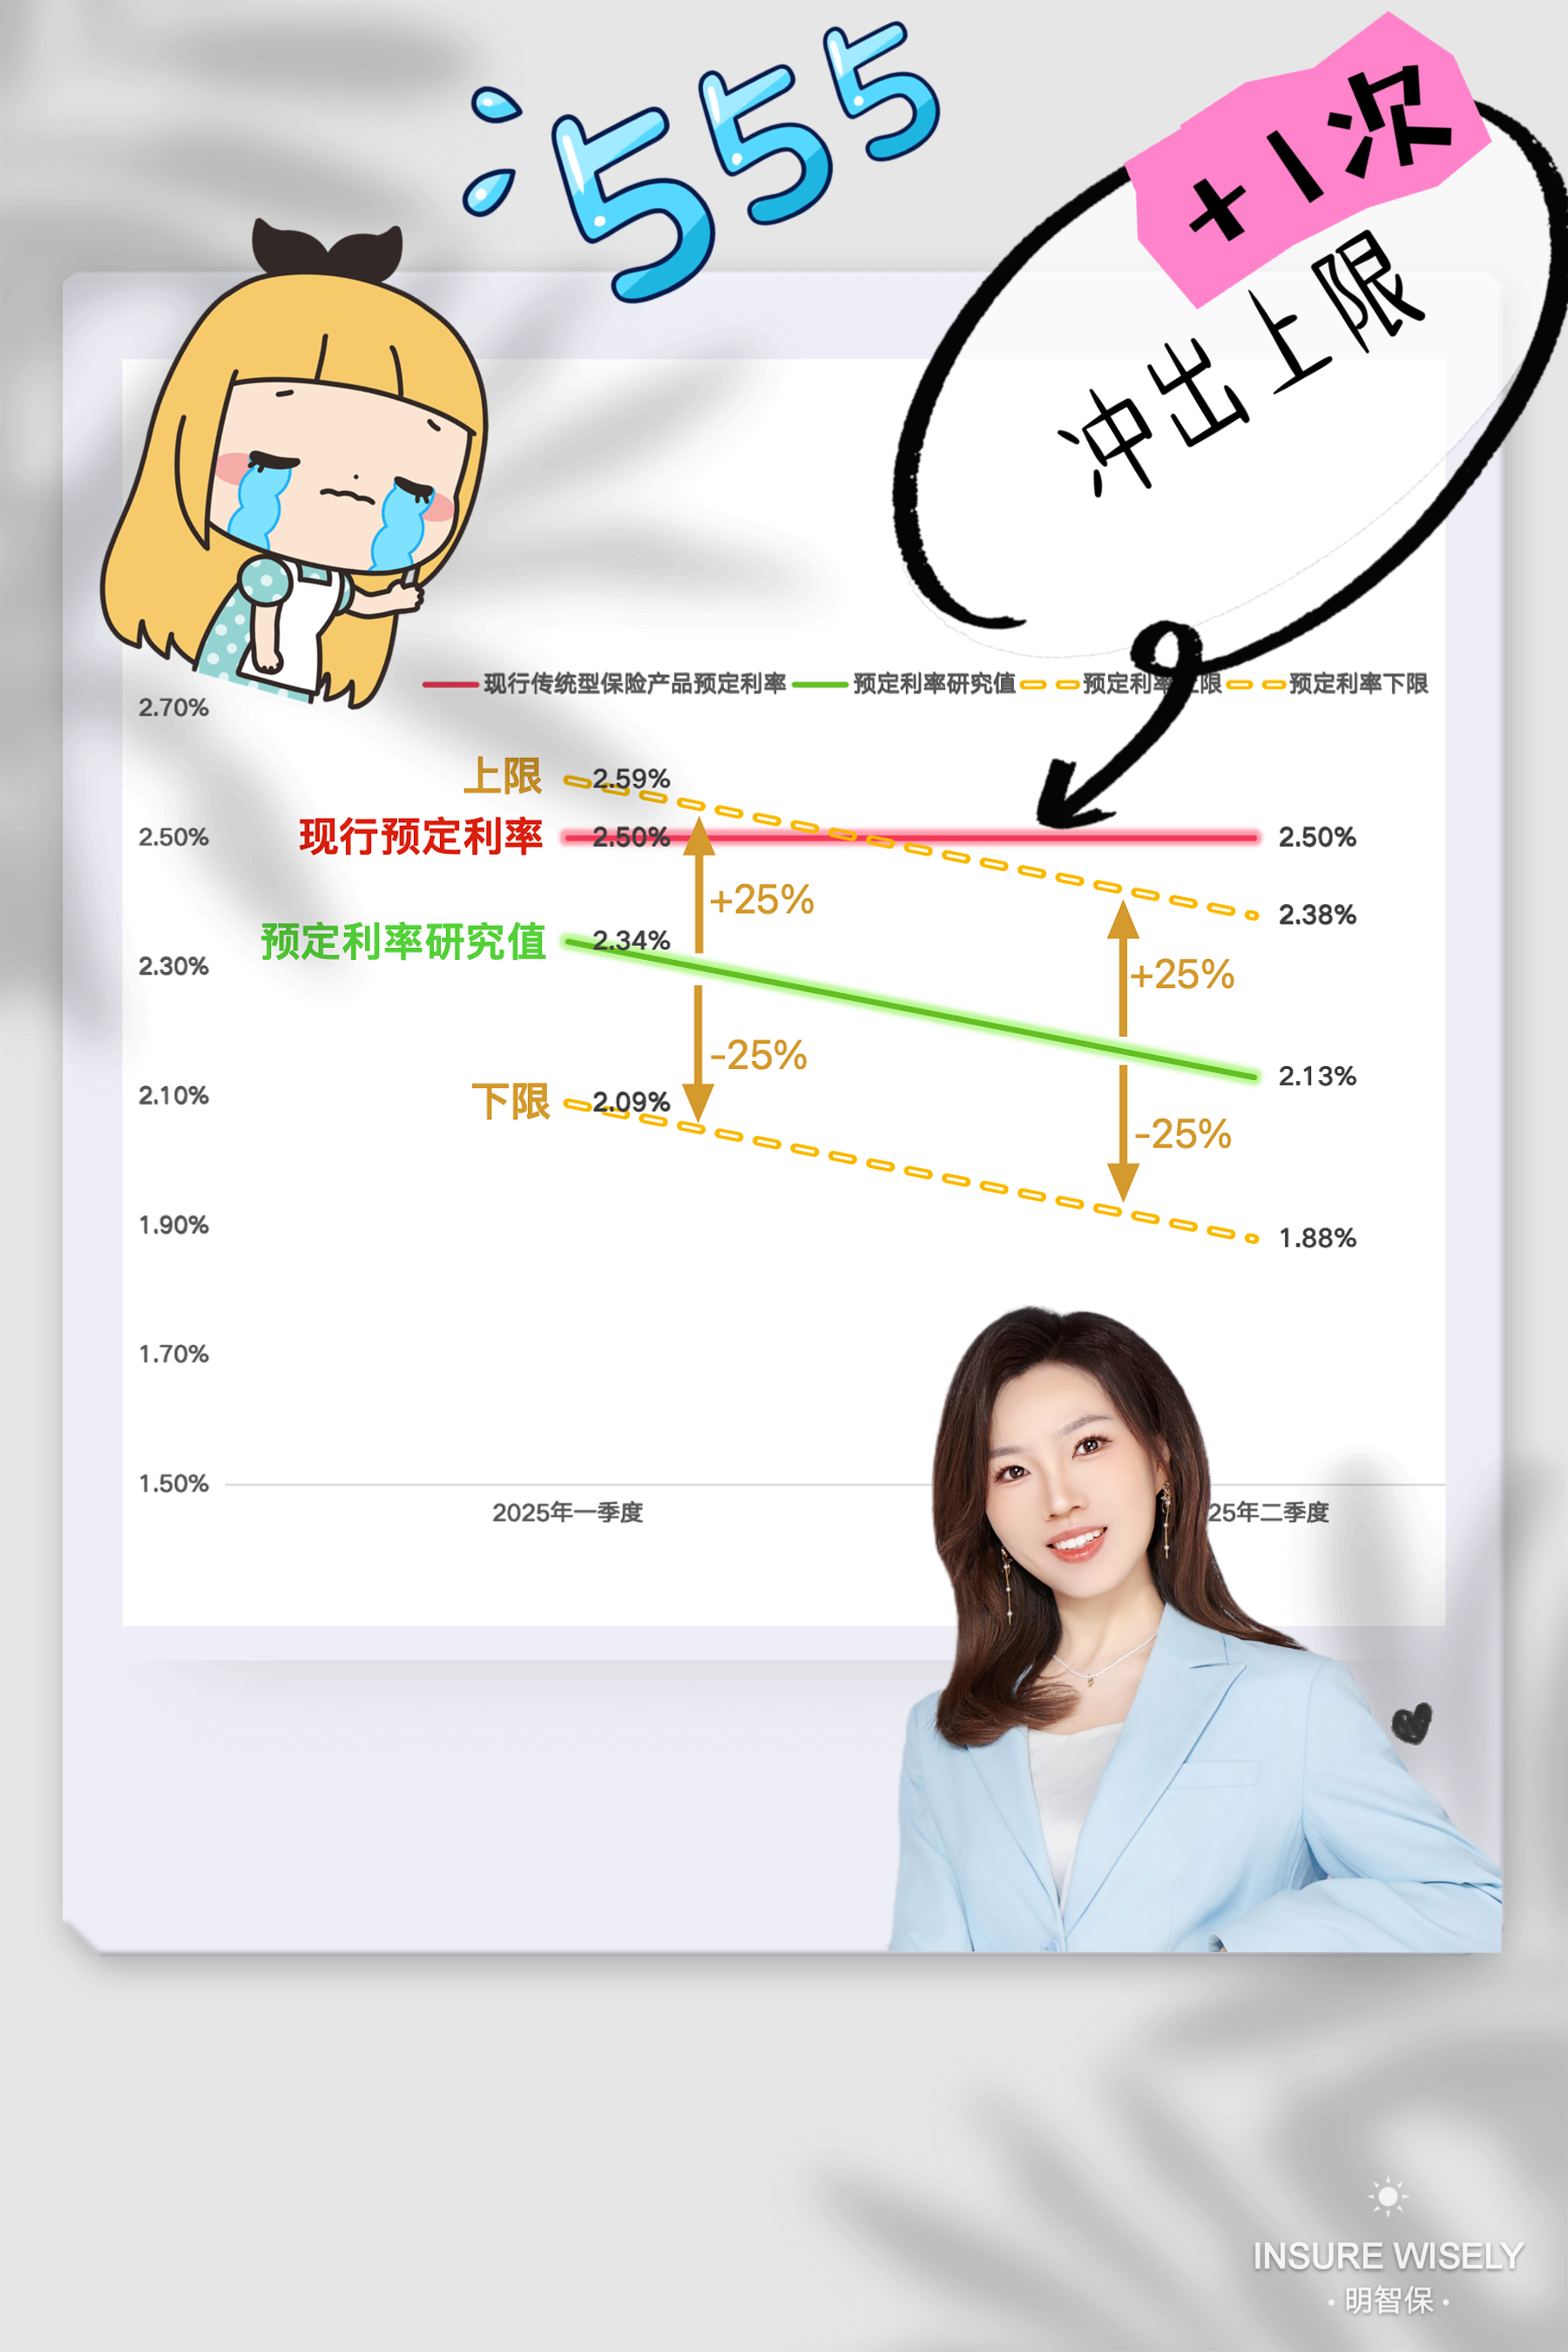 555
+1次
冲出上限
现行传统型保险产品预定利率 预定利率研究值 预定利率上限 预定利率下限
2.70%
上限 2.59%
2.50% 现行预定利率 2.50% 2.50%
2.38%
+25%
预定利率研究值 2.34%
2.30%
+25%
-25%
2.13%
2.10% 下限 2.09%
-25%
1.90% 1.88%
1.70%
1.50%
2025年一季度 25年二季度
INSURE WISELY
·明智保·